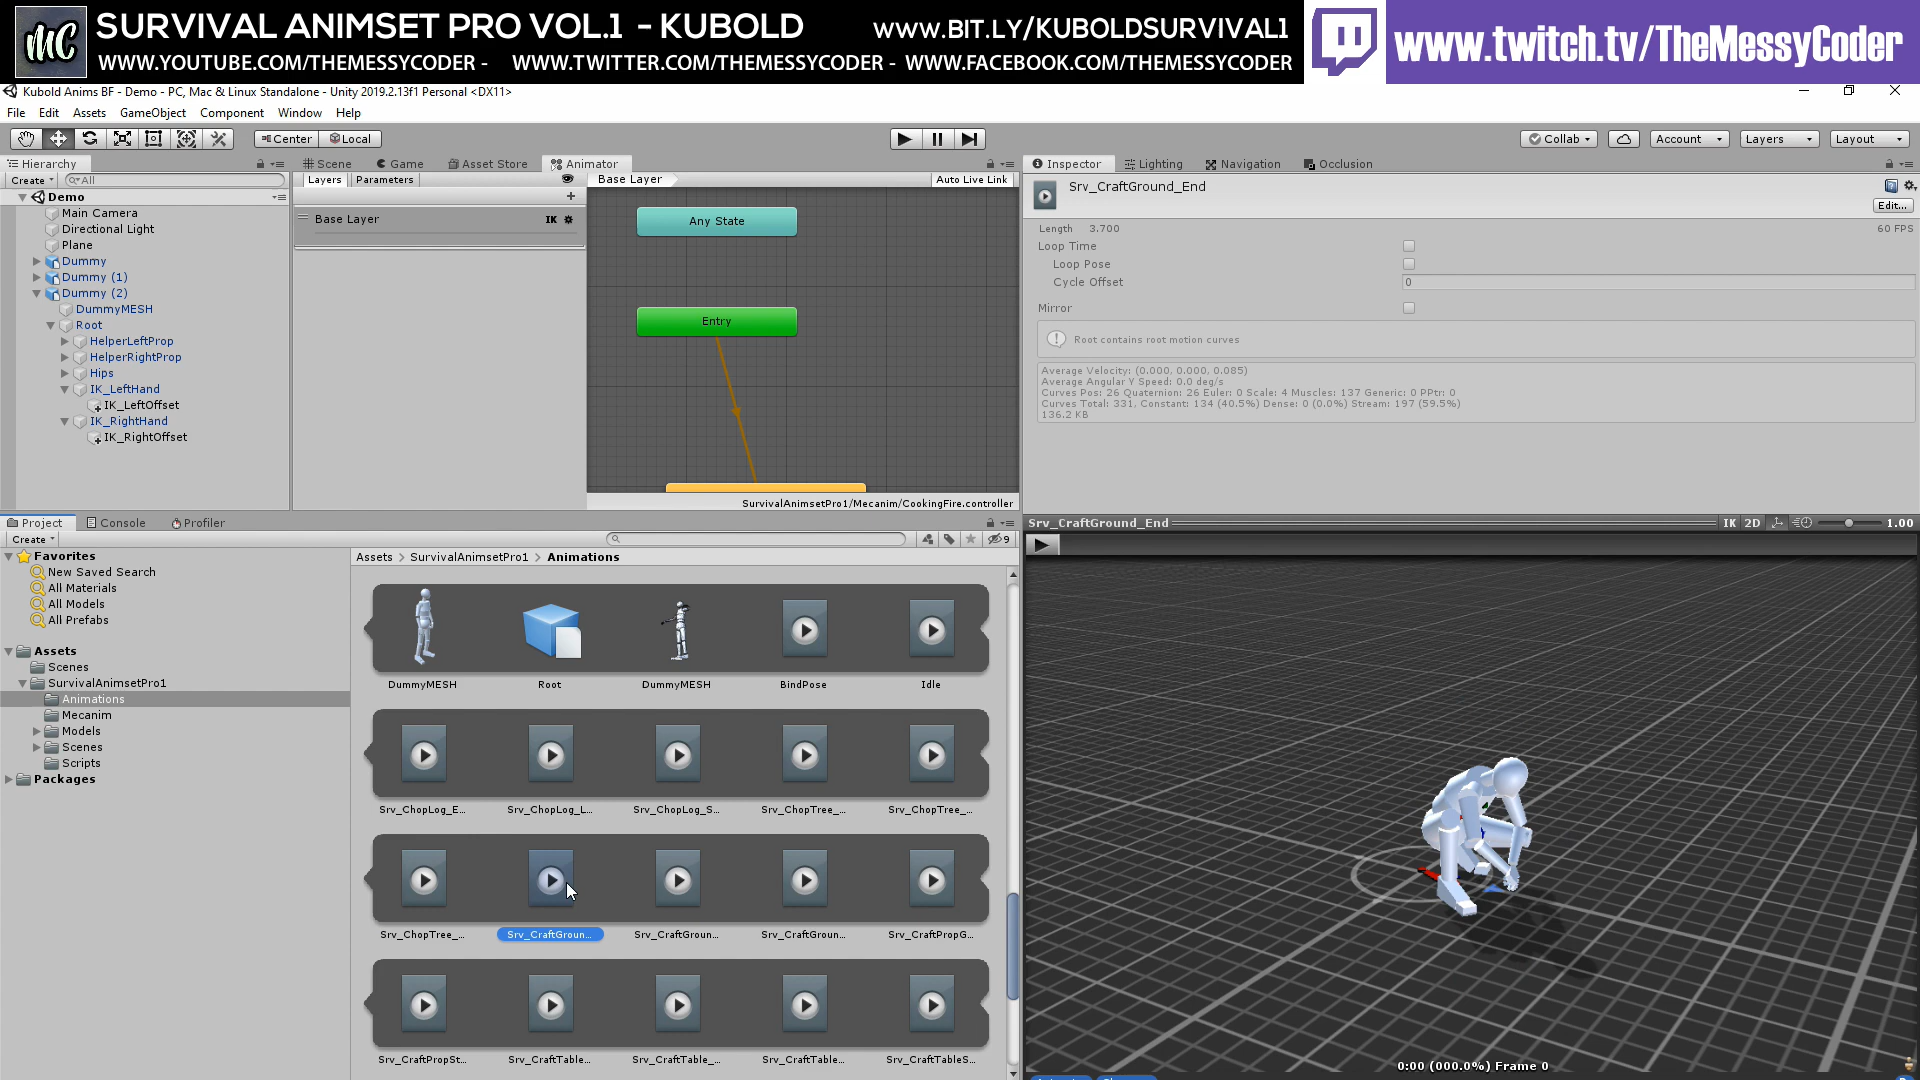 MC
SURVIVAL ANIMSET PRO VOL.1 - KUBOLD
WWW.BIT.LY/KUBOLDSURVIVAL1
WWW.YOUTUBE.COM/THEMESSYCODER - WWW.TWITTER.COM/THEMESSYCODER - WWW.FACEBOOK.COM/THEMESSYCODER
www.twitch.tv/TheMessyCoder
Kubold Anims BF - Demo - PC, Mac & Linux Standalone - Unity 2019.2.13f1 Personal <DX11>
File Edit Assets GameObject Component Window Help
Center Local
Collab Account Layers Layout
Hierarchy
Create All
Demo
Main Camera
Directional Light
Plane
Dummy
Dummy (1)
Dummy (2)
DummyMESH
Root
HelperLeftProp
HelperRightProp
Hips
IK_LeftHand
IK_LeftOffset
IK_RightHand
IK_RightOffset
Scene Game Asset Store Animator
Layers Parameters
Base Layer Auto Live Link
Base Layer IK
Any State
Entry
SurvivalAnimsetPro1/Mecanim/CookingFire.controller
Inspector Lighting Navigation Occlusion
Srv_CraftGround_End
Edit...
Length 3.700 60 FPS
Loop Time
Loop Pose
Cycle Offset 0
Mirror
Root contains root motion curves
Average Velocity: (0.000, 0.000, 0.085)
Average Angular Y Speed: 0.0 deg/s
Curves Pos: 26 Quaternion: 26 Euler: 0 Scale: 4 Muscles: 137 Generic: 0 PPtr: 0
Curves Total: 331, Constant: 134 (40.5%) Dense: 0 (0.0%) Stream: 197 (59.5%)
136.2 KB
Project Console Profiler
Create
9
Favorites
New Saved Search
All Materials
All Models
All Prefabs
Assets
Scenes
SurvivalAnimsetPro1
Animations
Mecanim
Models
Scenes
Scripts
Packages
Assets > SurvivalAnimsetPro1 > Animations
DummyMESH Root DummyMESH BindPose Idle
Srv_ChopLog_E... Srv_ChopLog_L... Srv_ChopLog_S... Srv_ChopTree_... Srv_ChopTree_...
Srv_ChopTree_... Srv_CraftGroun... Srv_CraftGroun... Srv_CraftGroun... Srv_CraftPropG...
Srv_CraftPropSt... Srv_CraftTable... Srv_CraftTable_... Srv_CraftTable... Srv_CraftTableS...
Srv_CraftGround_End IK 2D 1.00
0:00 (000.0%) Frame 0